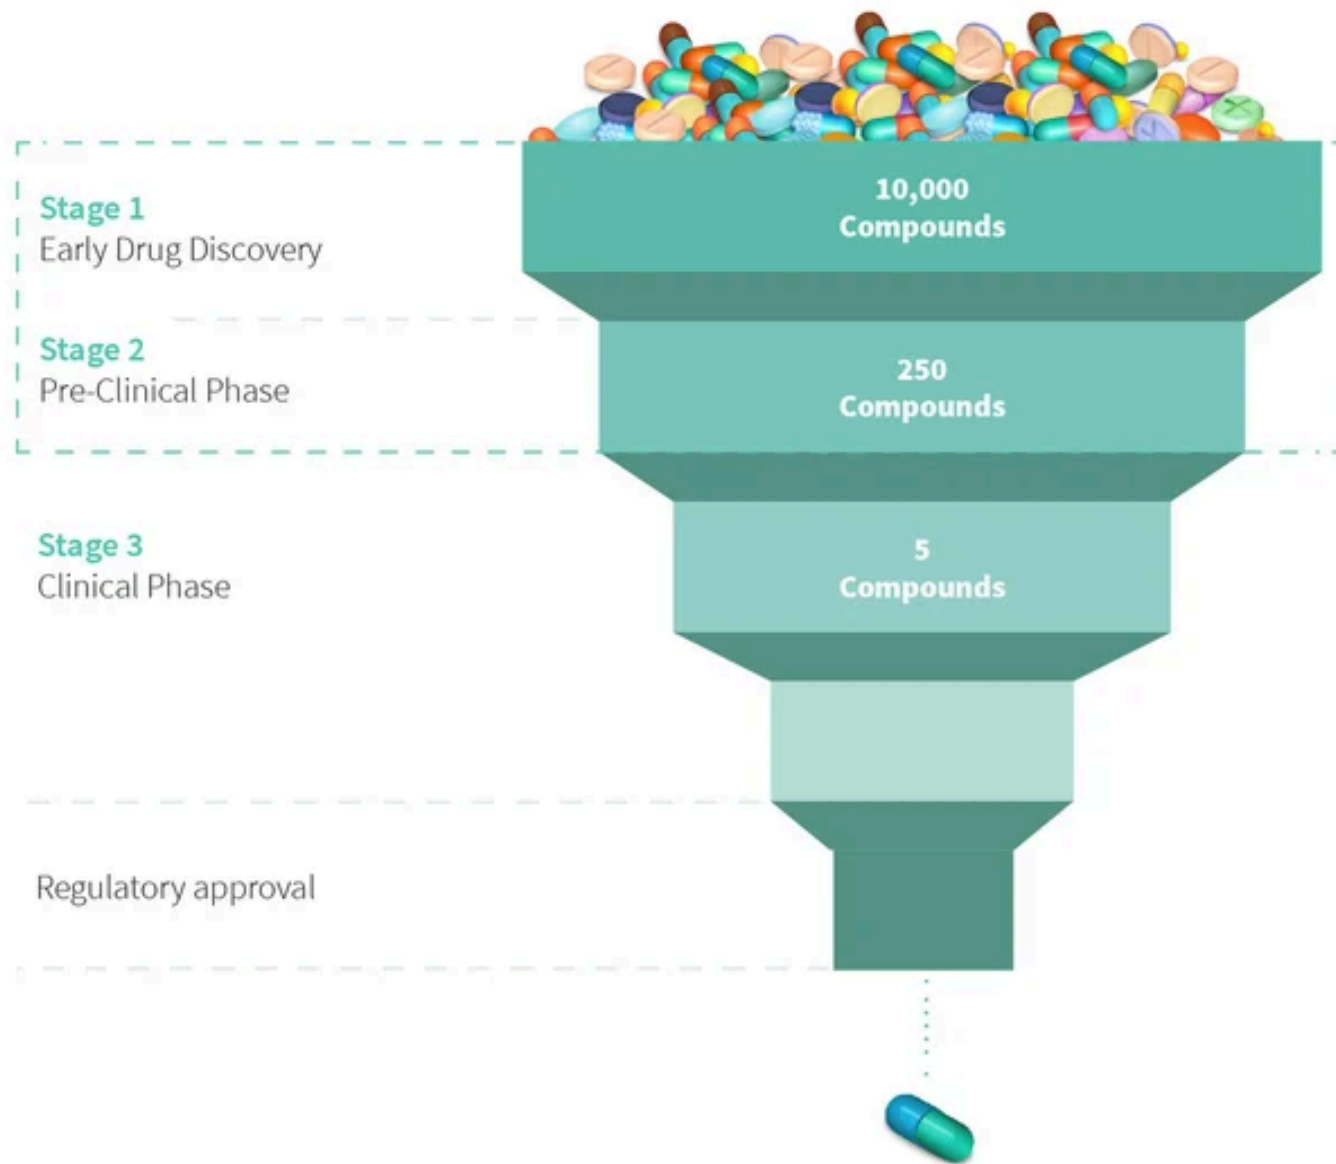 10,000
Compounds
Stage 1
Early Drug Discovery
Stage 2
Pre-Clinical Phase
250
Compounds
Stage 3
Clinical Phase
5
Compounds
Regulatory approval